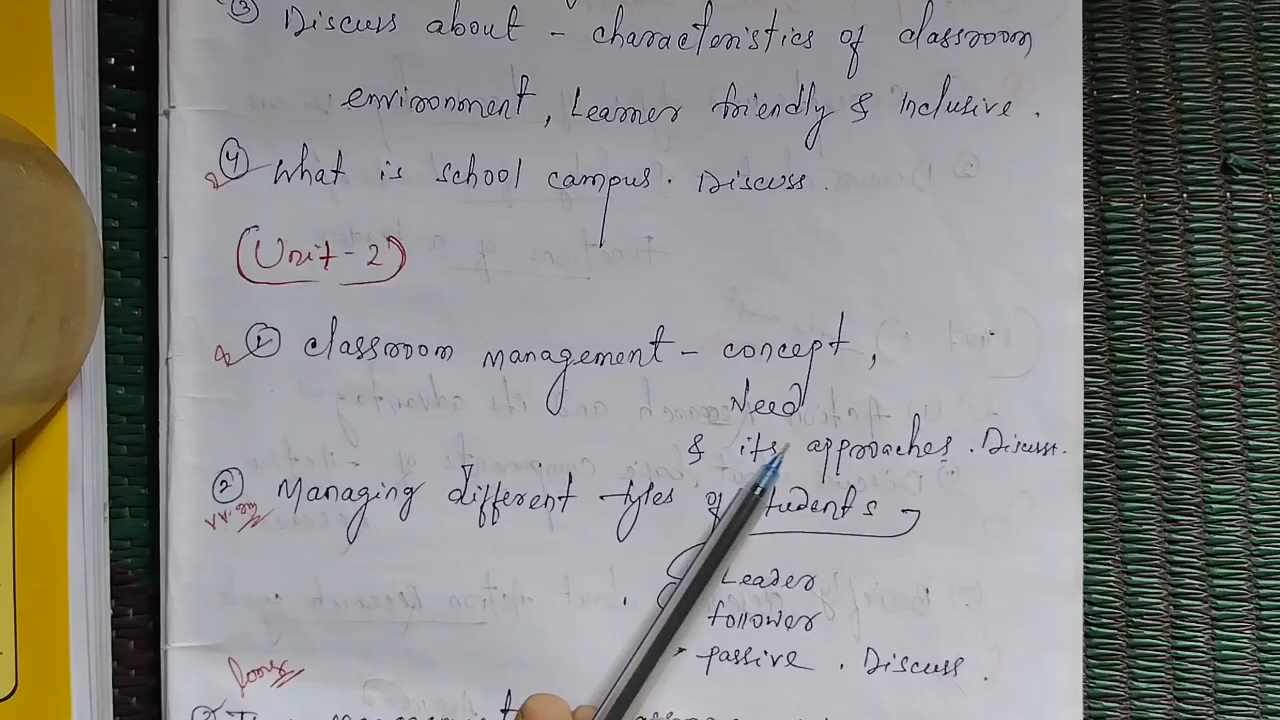 ③ Discuss about - characteristics of classroom
environment, Learner friendly & inclusive.
④ What is school campus. Discuss.
(Unit - 2)
① classroom management - concept,
Need
& its approaches. Discuss.
② Managing different types of students
Leader
follower
passive. Discuss.